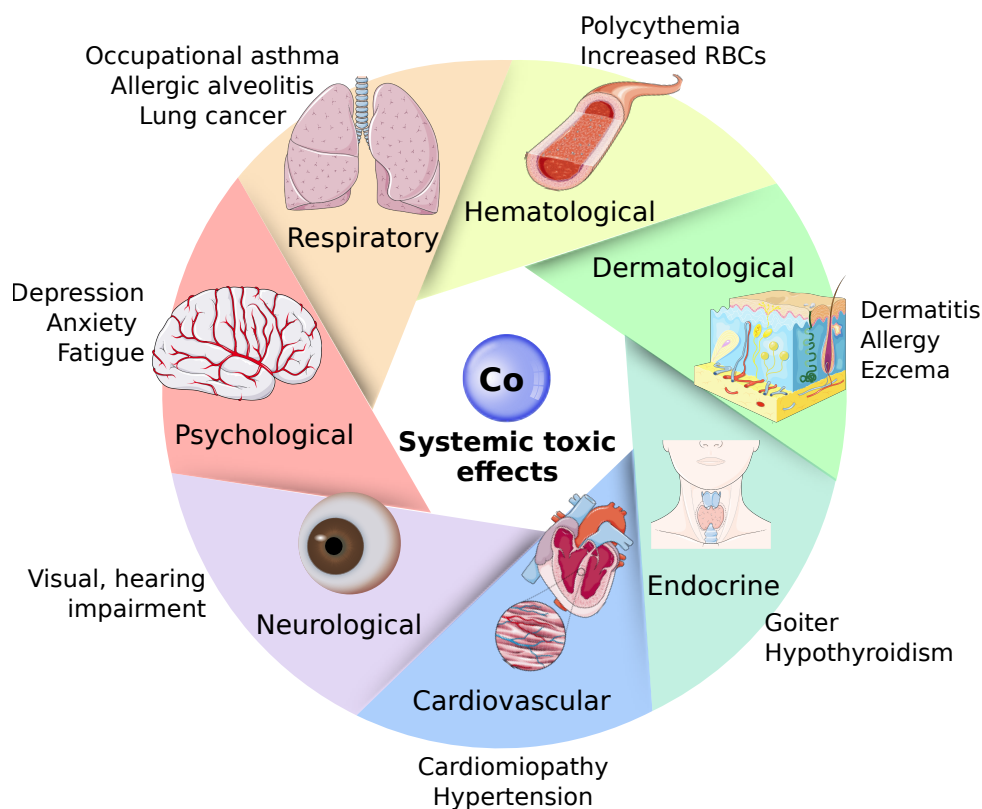 Polycythemia
Increased RBCs
Occupational asthma
Allergic alveolitis
Lung cancer
Hematological
Respiratory
Dermatological
Depression
Anxiety
Fatigue
Dermatitis
Allergy
Ezcema
Co
Systemic toxic
effects
Psychological
Visual, hearing
impairment
Neurological
Endocrine
Goiter
Hypothyroidism
Cardiovascular
Cardiomiopathy
Hypertension